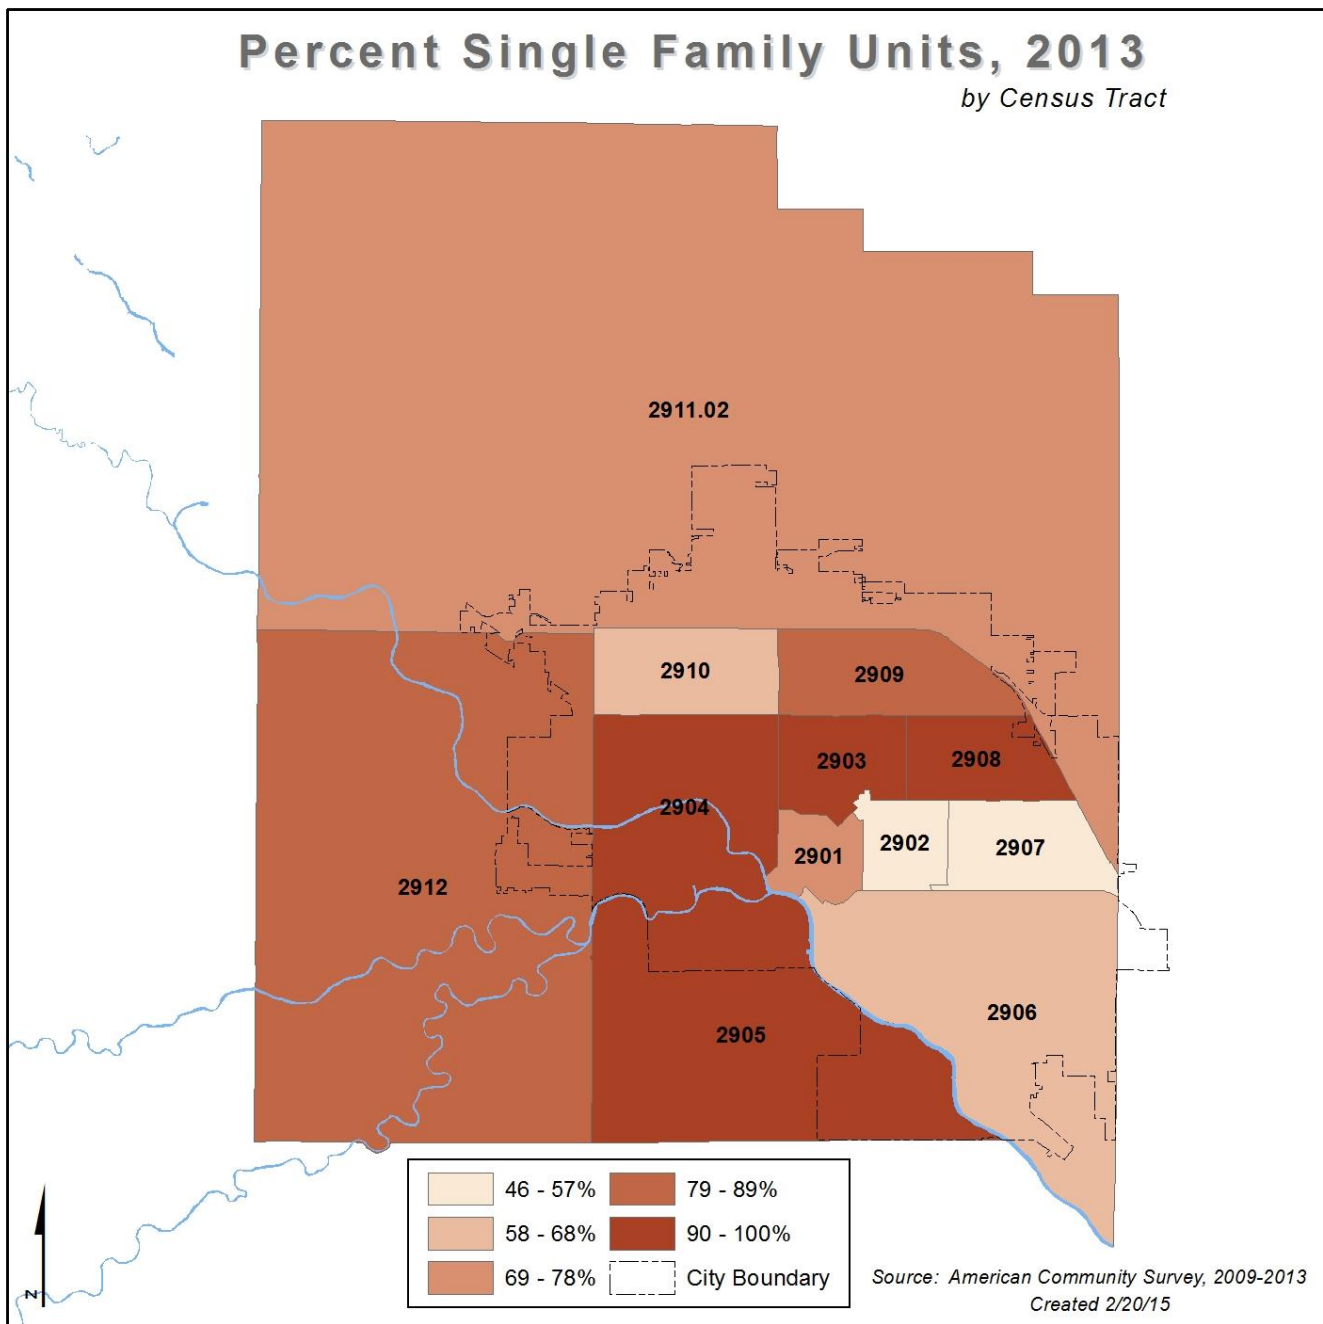 Percent Single Family Units, 2013
by Census Tract
2911.02
2910
2909
2903
2908
2904
2901
2902
2907
2912
2906
2905
46 - 57%
79 - 89%
58 - 68%
90 - 100%
69 - 78%
City Boundary
Source: American Community Survey, 2009-2013
Created 2/20/15
N